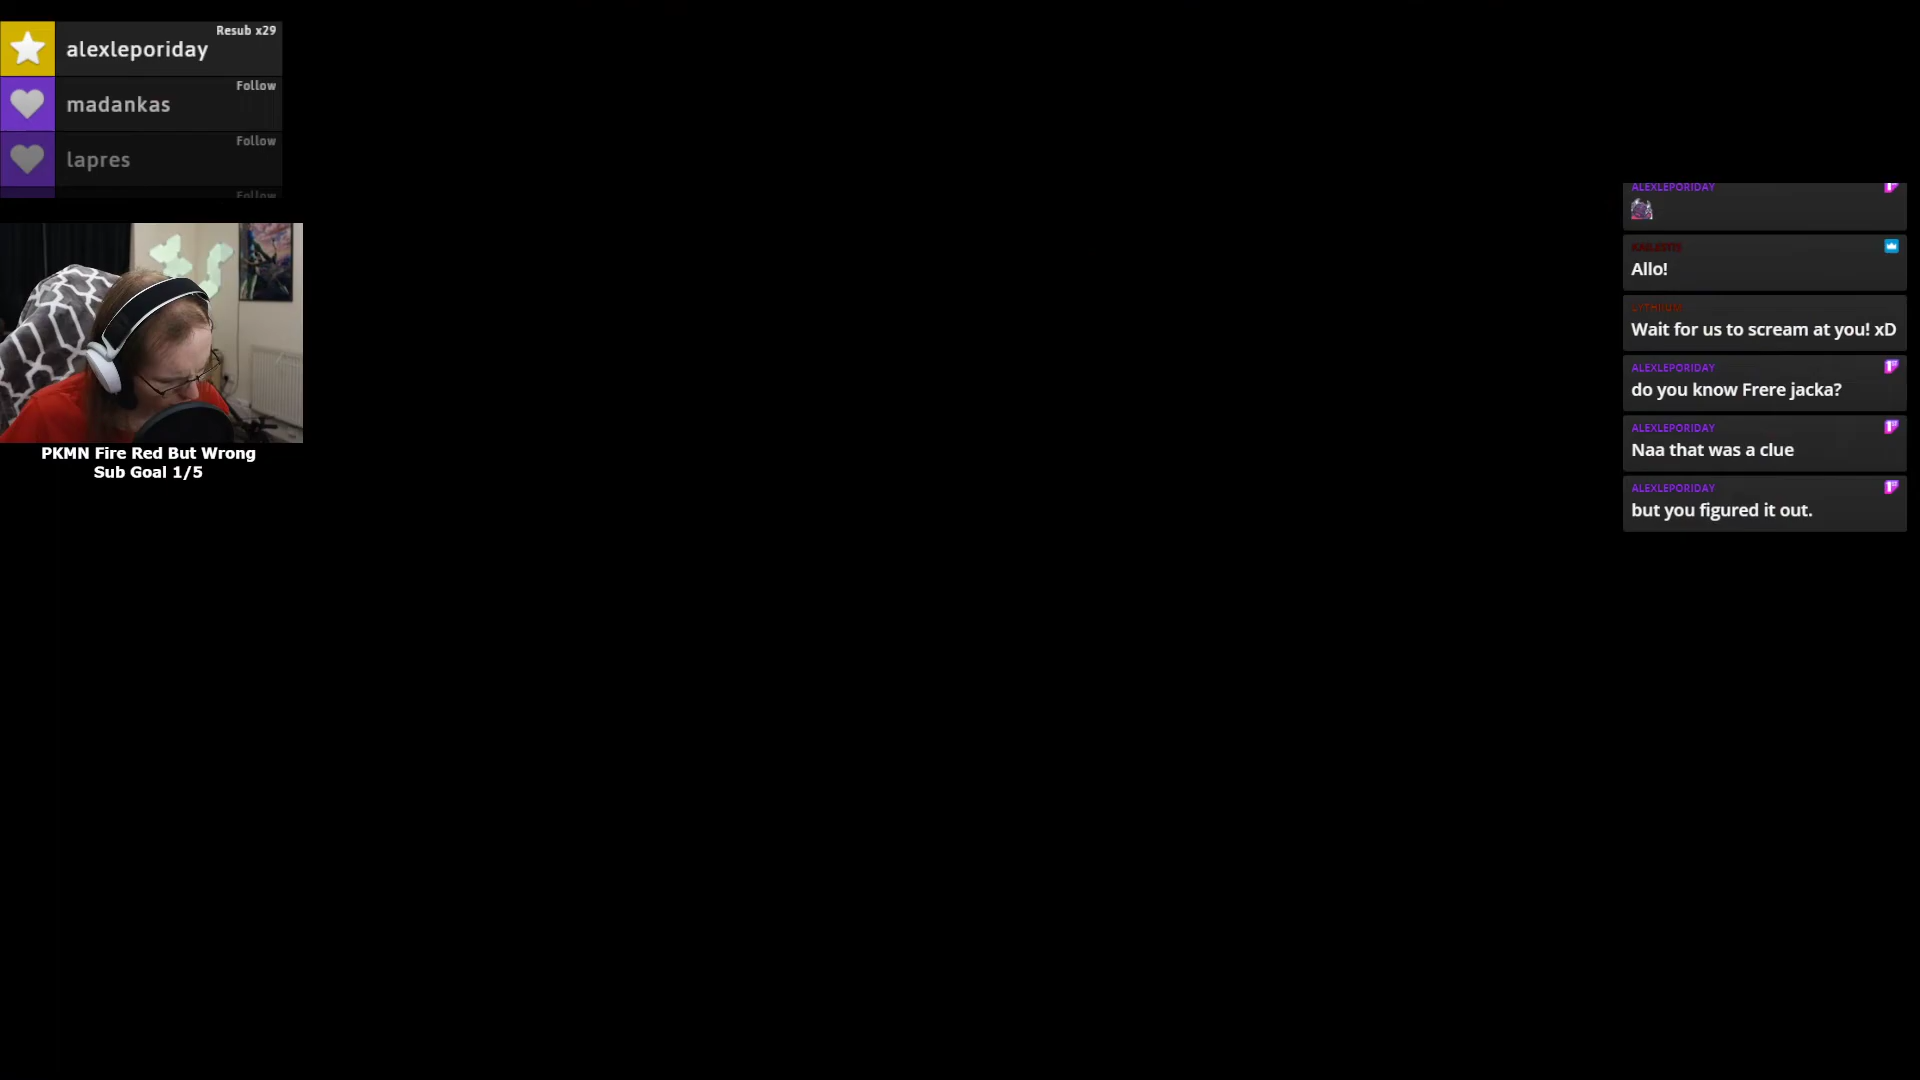 Resub x29
alexleporiday
Follow
madankas
Follow
lapres
Follow
PKMN Fire Red But Wrong
Sub Goal 1/5
ALEXLEPORIDAY
Allo!
Wait for us to scream at you! xD
ALEXLEPORIDAY
do you know Frere jacka?
ALEXLEPORIDAY
Naa that was a clue
ALEXLEPORIDAY
but you figured it out.